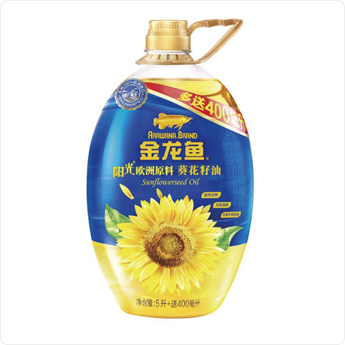 多送400毫升
ARAWANA BRAND
金龙鱼
阳光欧洲原料 葵花籽油
Sunflowerseed Oil
净含量:5升+送400毫升